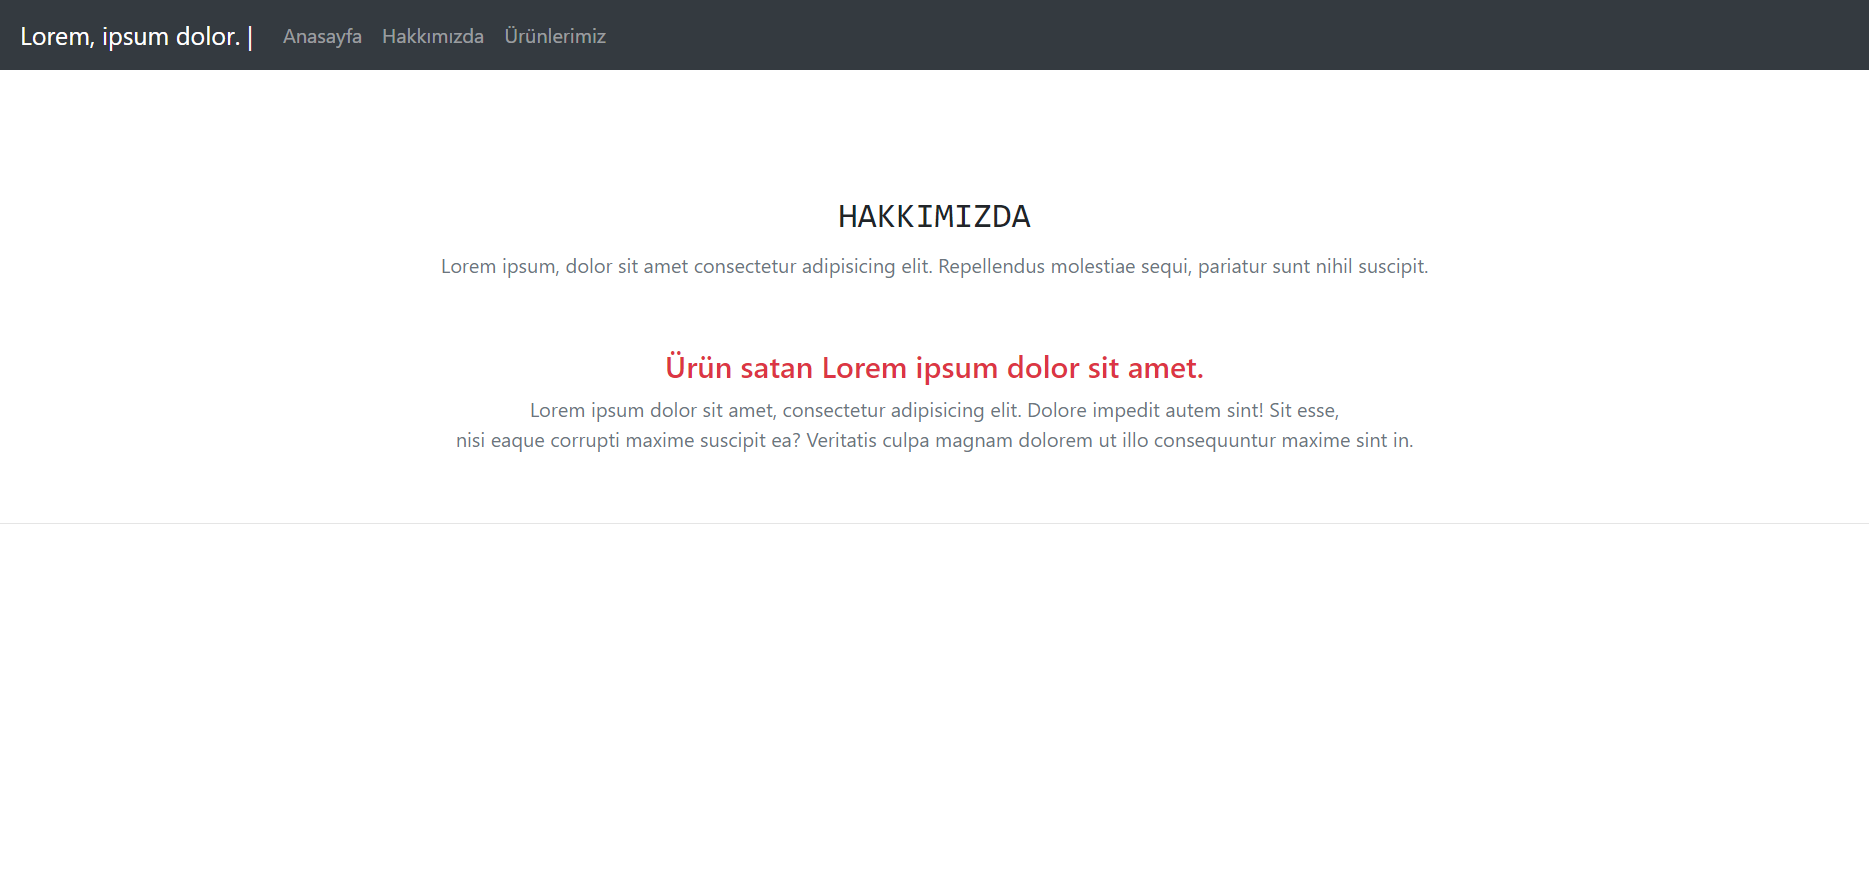 Lorem, ipsum dolor. | Anasayfa Hakkımızda Ürünlerimiz
HAKKIMIZDA
Lorem ipsum, dolor sit amet consectetur adipisicing elit. Repellendus molestiae sequi, pariatur sunt nihil suscipit.
Ürün satan Lorem ipsum dolor sit amet.
Lorem ipsum dolor sit amet, consectetur adipisicing elit. Dolore impedit autem sint! Sit esse,
nisi eaque corrupti maxime suscipit ea? Veritatis culpa magnam dolorem ut illo consequuntur maxime sint in.